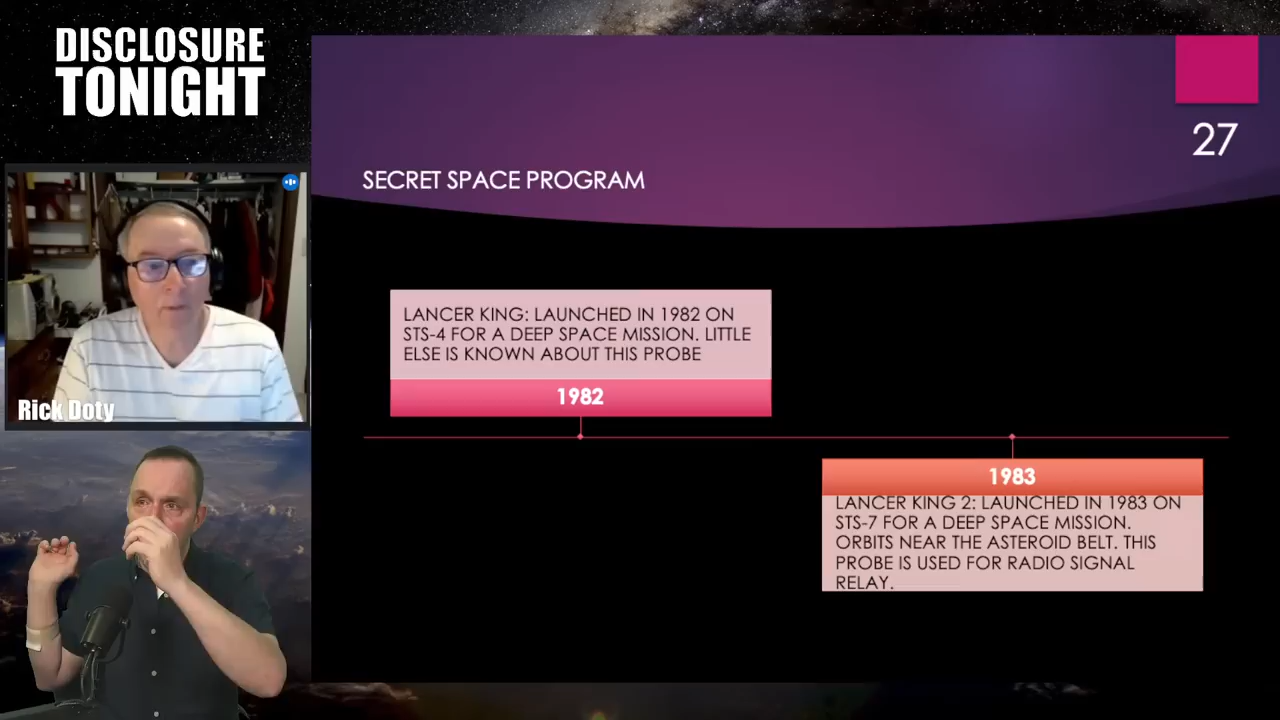 DISCLOSURE
TONIGHT
27
SECRET SPACE PROGRAM
Rick Doty
LANCER KING: LAUNCHED IN 1982 ON
STS-4 FOR A DEEP SPACE MISSION. LITTLE
ELSE IS KNOWN ABOUT THIS PROBE
1982
1983
LANCER KING 2: LAUNCHED IN 1983 ON
STS-7 FOR A DEEP SPACE MISSION.
ORBITS NEAR THE ASTEROID BELT. THIS
PROBE IS USED FOR RADIO SIGNAL
RELAY.